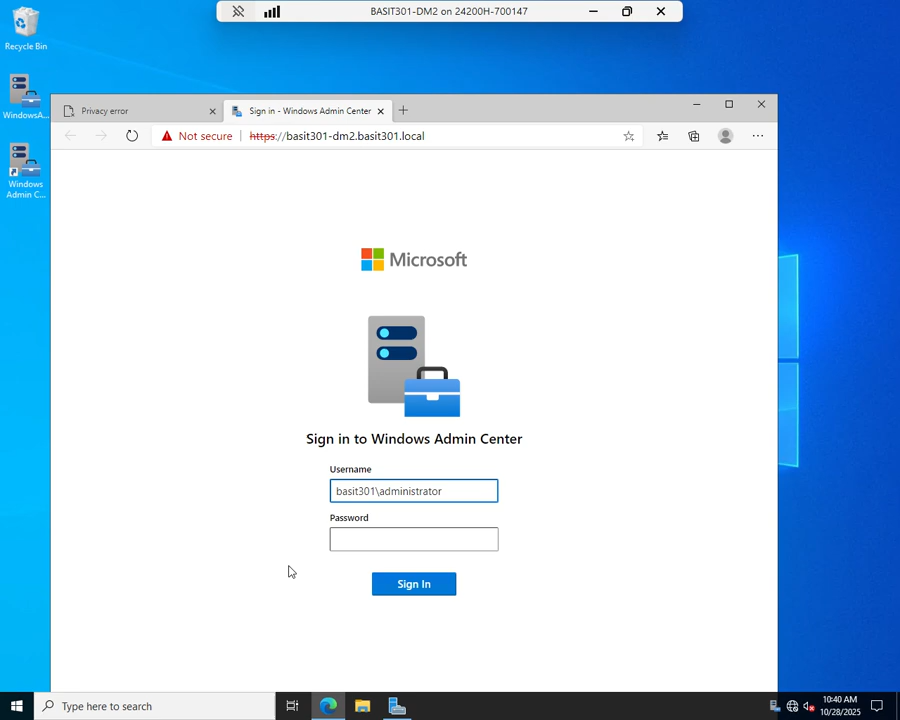 BASIT301-DM2 on 24200H-700147
Recycle Bin
WindowsA...
Windows
Admin C...
Privacy error
Sign in - Windows Admin Center
Not secure | https://basit301-dm2.basit301.local
Microsoft
Sign in to Windows Admin Center
Username
basit301\administrator
Password
Sign In
Type here to search
10:40 AM
10/28/2025